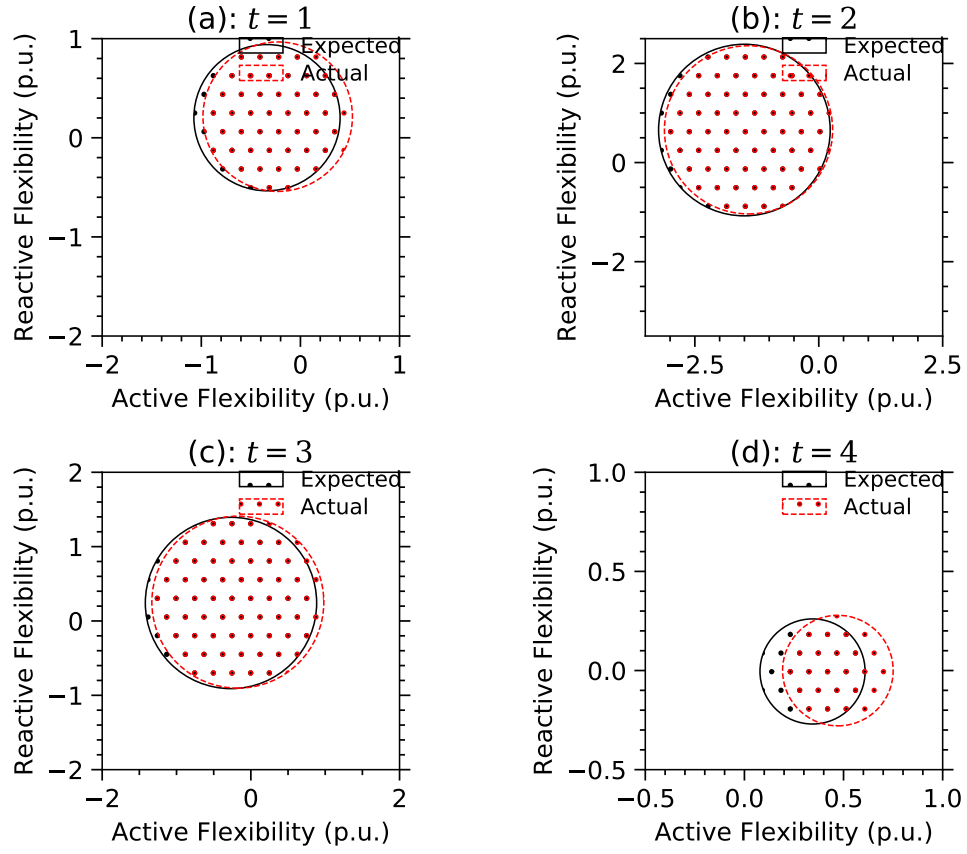 (a): t = 1
Expected
Actual
1
0
−1
−2
−2
−1
0
1
Reactive Flexibility (p.u.)
Active Flexibility (p.u.)
(b): t = 2
Expected
Actual
2
0
−2
−2.5
0.0
2.5
Reactive Flexibility (p.u.)
Active Flexibility (p.u.)
(c): t = 3
Expected
Actual
2
1
0
−1
−2
−2
0
2
Reactive Flexibility (p.u.)
Active Flexibility (p.u.)
(d): t = 4
Expected
Actual
1.0
0.5
0.0
−0.5
−0.5
0.0
0.5
1.0
Reactive Flexibility (p.u.)
Active Flexibility (p.u.)